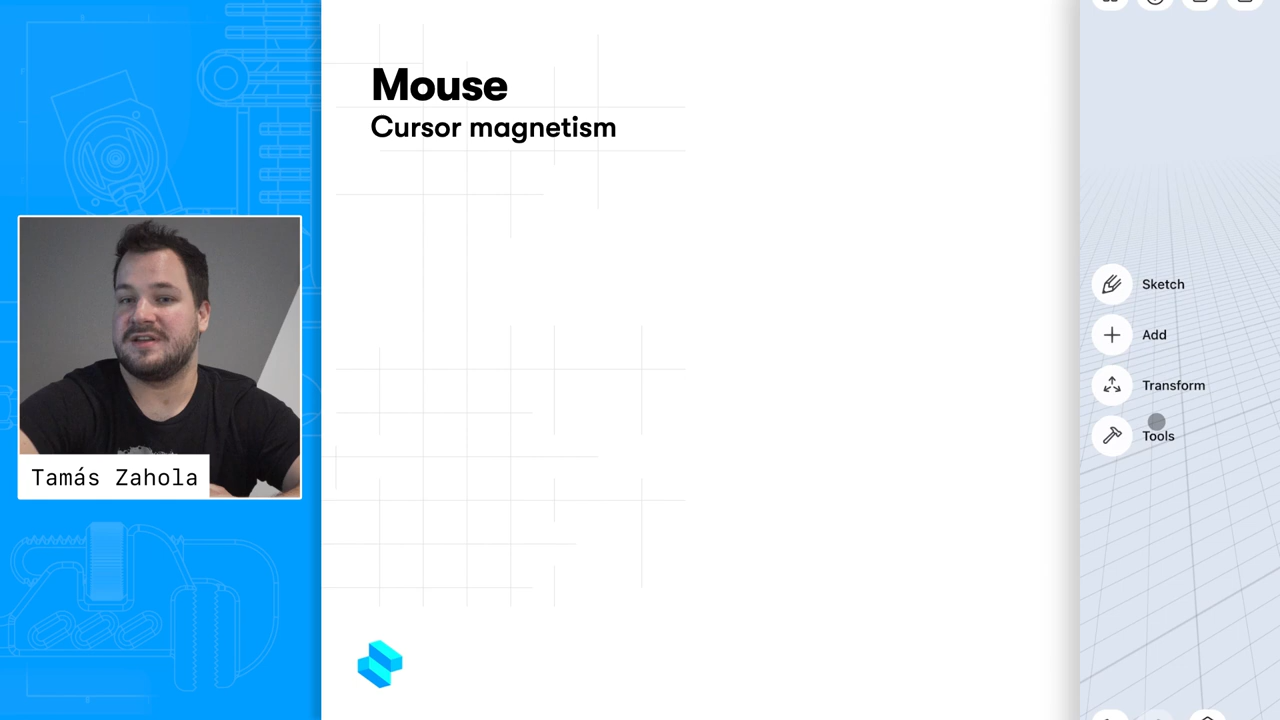 Mouse
Cursor magnetism
Tamás Zahola
Sketch
Add
Transform
Tools